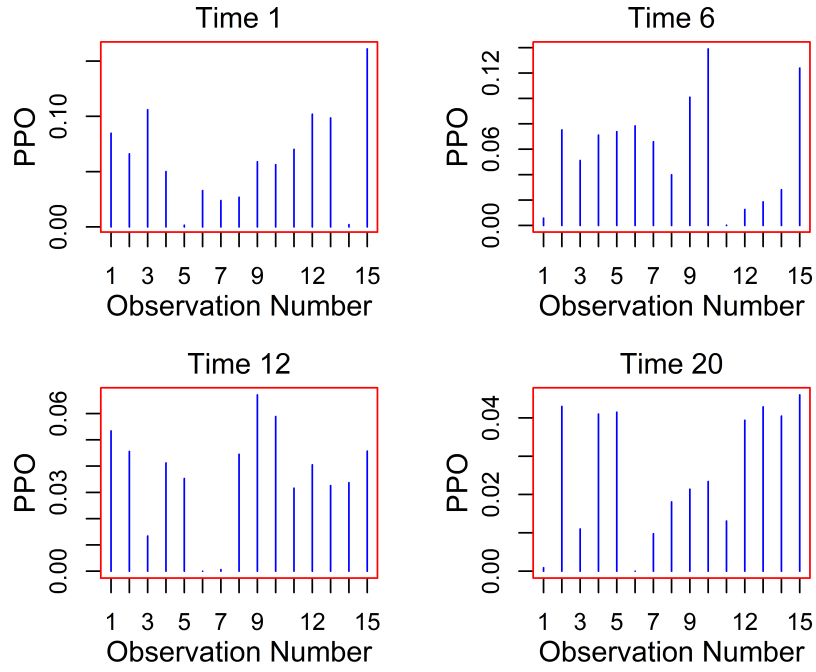 Time 1
PPO
0.00 0.10
1 3 5 7 9 12 15
Observation Number
Time 6
PPO
0.00 0.06 0.12
1 3 5 7 9 12 15
Observation Number
Time 12
PPO
0.00 0.03 0.06
1 3 5 7 9 12 15
Observation Number
Time 20
PPO
0.00 0.02 0.04
1 3 5 7 9 12 15
Observation Number